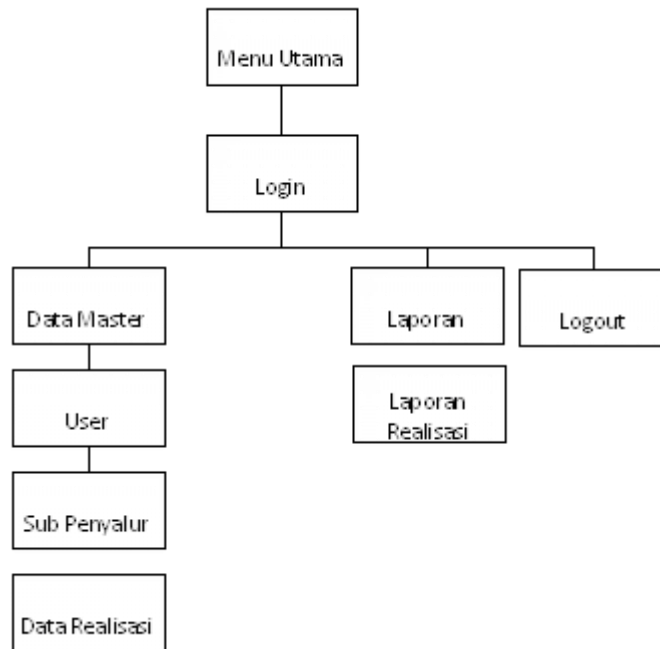 Menu Utama
Login
Data Master
Laporan
Logout
User
Laporan
Realisasi
Sub Penyalur
Data Realisasi